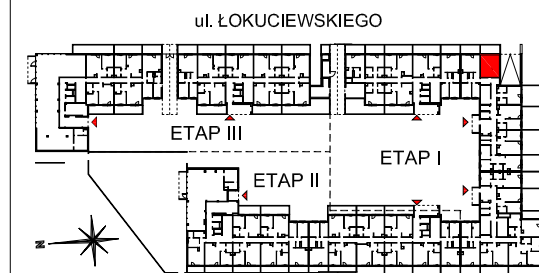 ul. ŁOKUCIEWSKIEGO
ETAP III
ETAP I
ETAP II
N